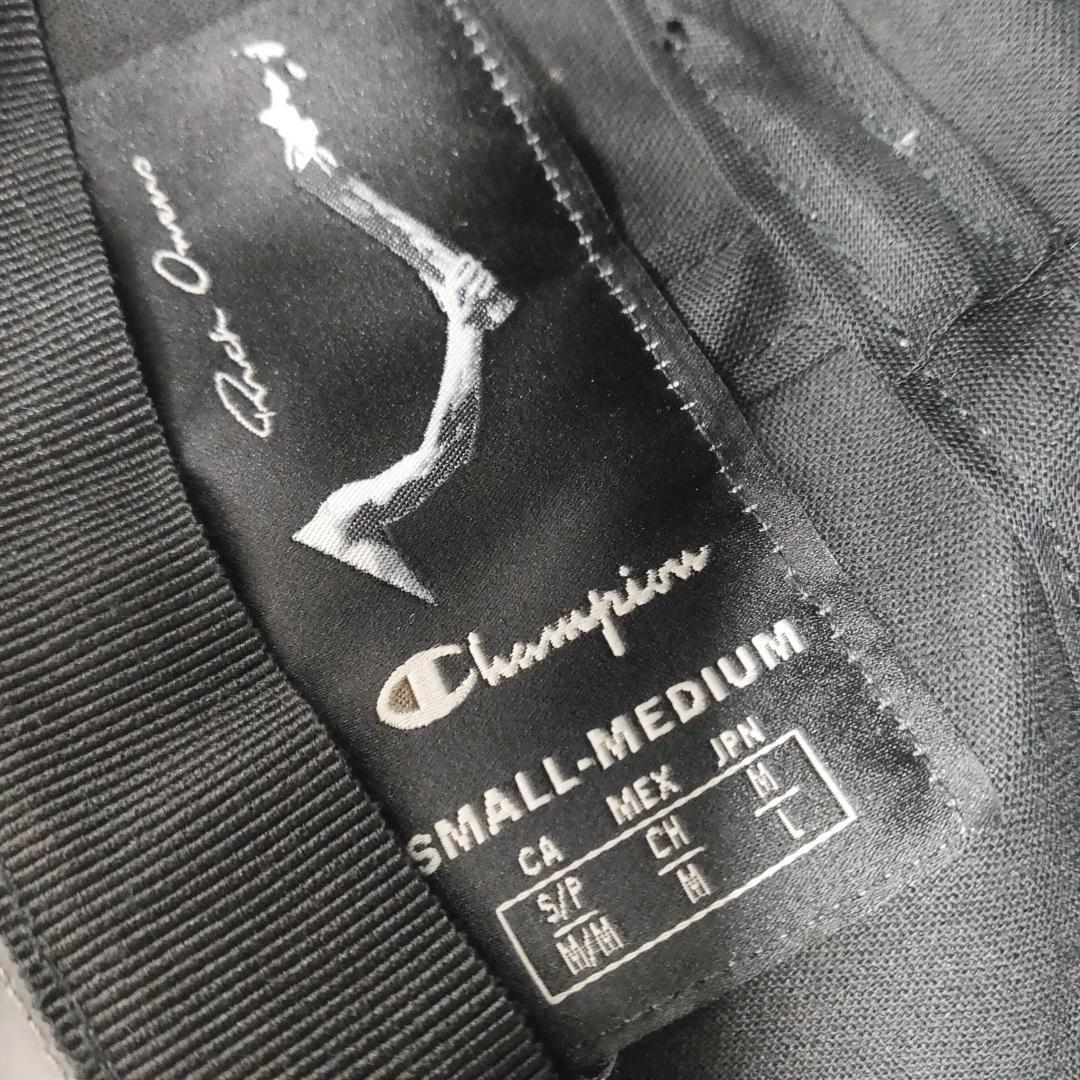 Rick Owens
Champion
SMALL-MEDIUM
CA MEX JPN
S/P CH M
M/M M L